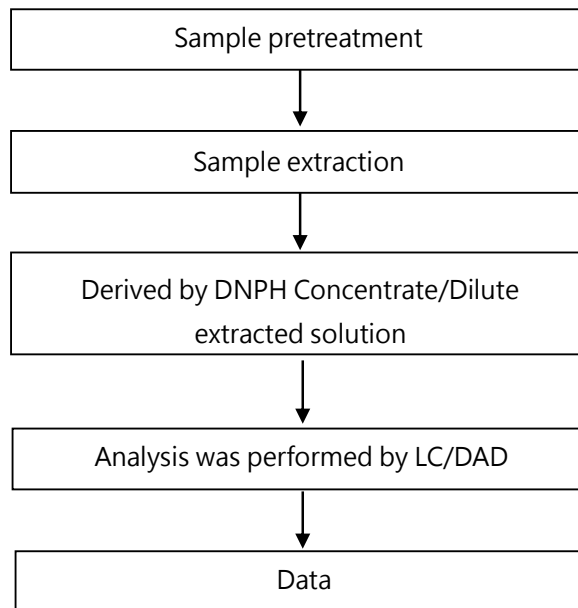 Sample pretreatment
Sample extraction
Derived by DNPH Concentrate/Dilute
extracted solution
Analysis was performed by LC/DAD
Data